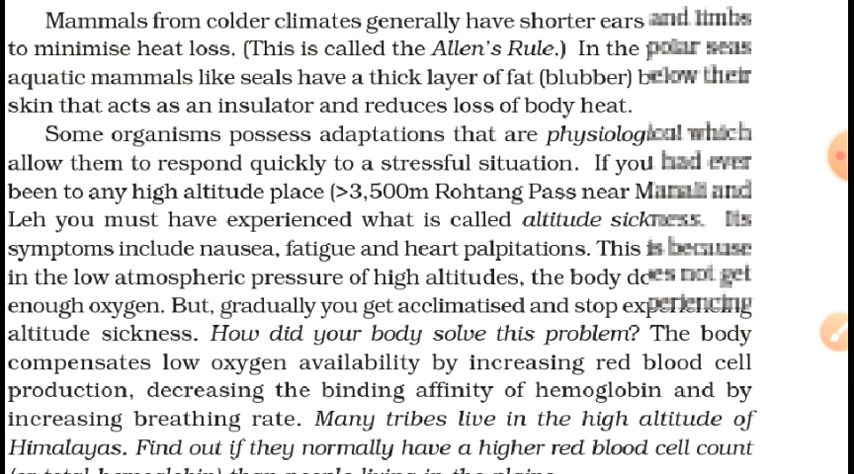 Mammals from colder climates generally have shorter ears and limbs
to minimise heat loss. (This is called the Allen's Rule.) In the polar seas
aquatic mammals like seals have a thick layer of fat (blubber) below their
skin that acts as an insulator and reduces loss of body heat.
Some organisms possess adaptations that are physiological which
allow them to respond quickly to a stressful situation. If you had ever
been to any high altitude place (>3,500m Rohtang Pass near Manali and
Leh you must have experienced what is called altitude sickness. Its
symptoms include nausea, fatigue and heart palpitations. This is because
in the low atmospheric pressure of high altitudes, the body does not get
enough oxygen. But, gradually you get acclimatised and stop experiencing
altitude sickness. How did your body solve this problem? The body
compensates low oxygen availability by increasing red blood cell
production, decreasing the binding affinity of hemoglobin and by
increasing breathing rate. Many tribes live in the high altitude of
Himalayas. Find out if they normally have a higher red blood cell count
(or total hemoglobin) than people living in the plains.